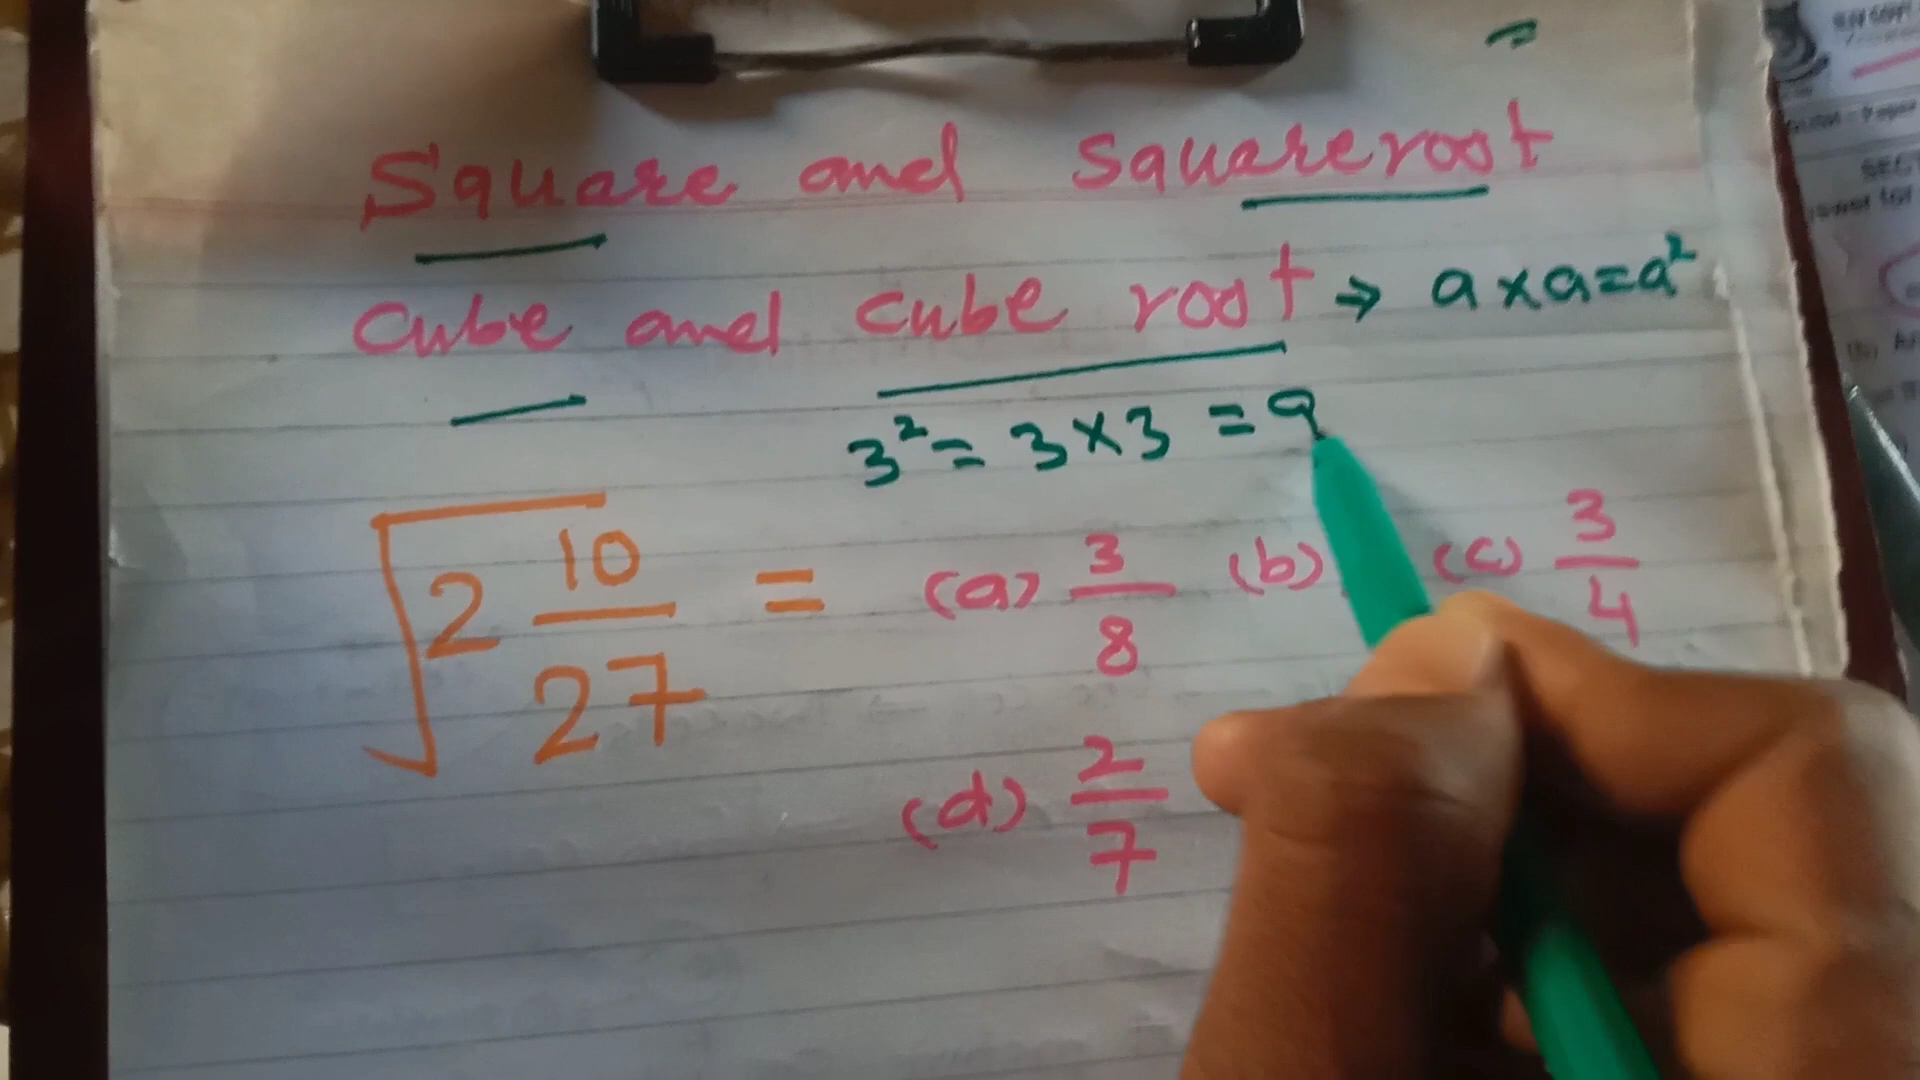 Square and Squareroot
Cube and cube root → a×a=a²
3² = 3×3 = 9
√2 10/27 = (a) 3/8 (b) (c) 3/4
(d) 2/7